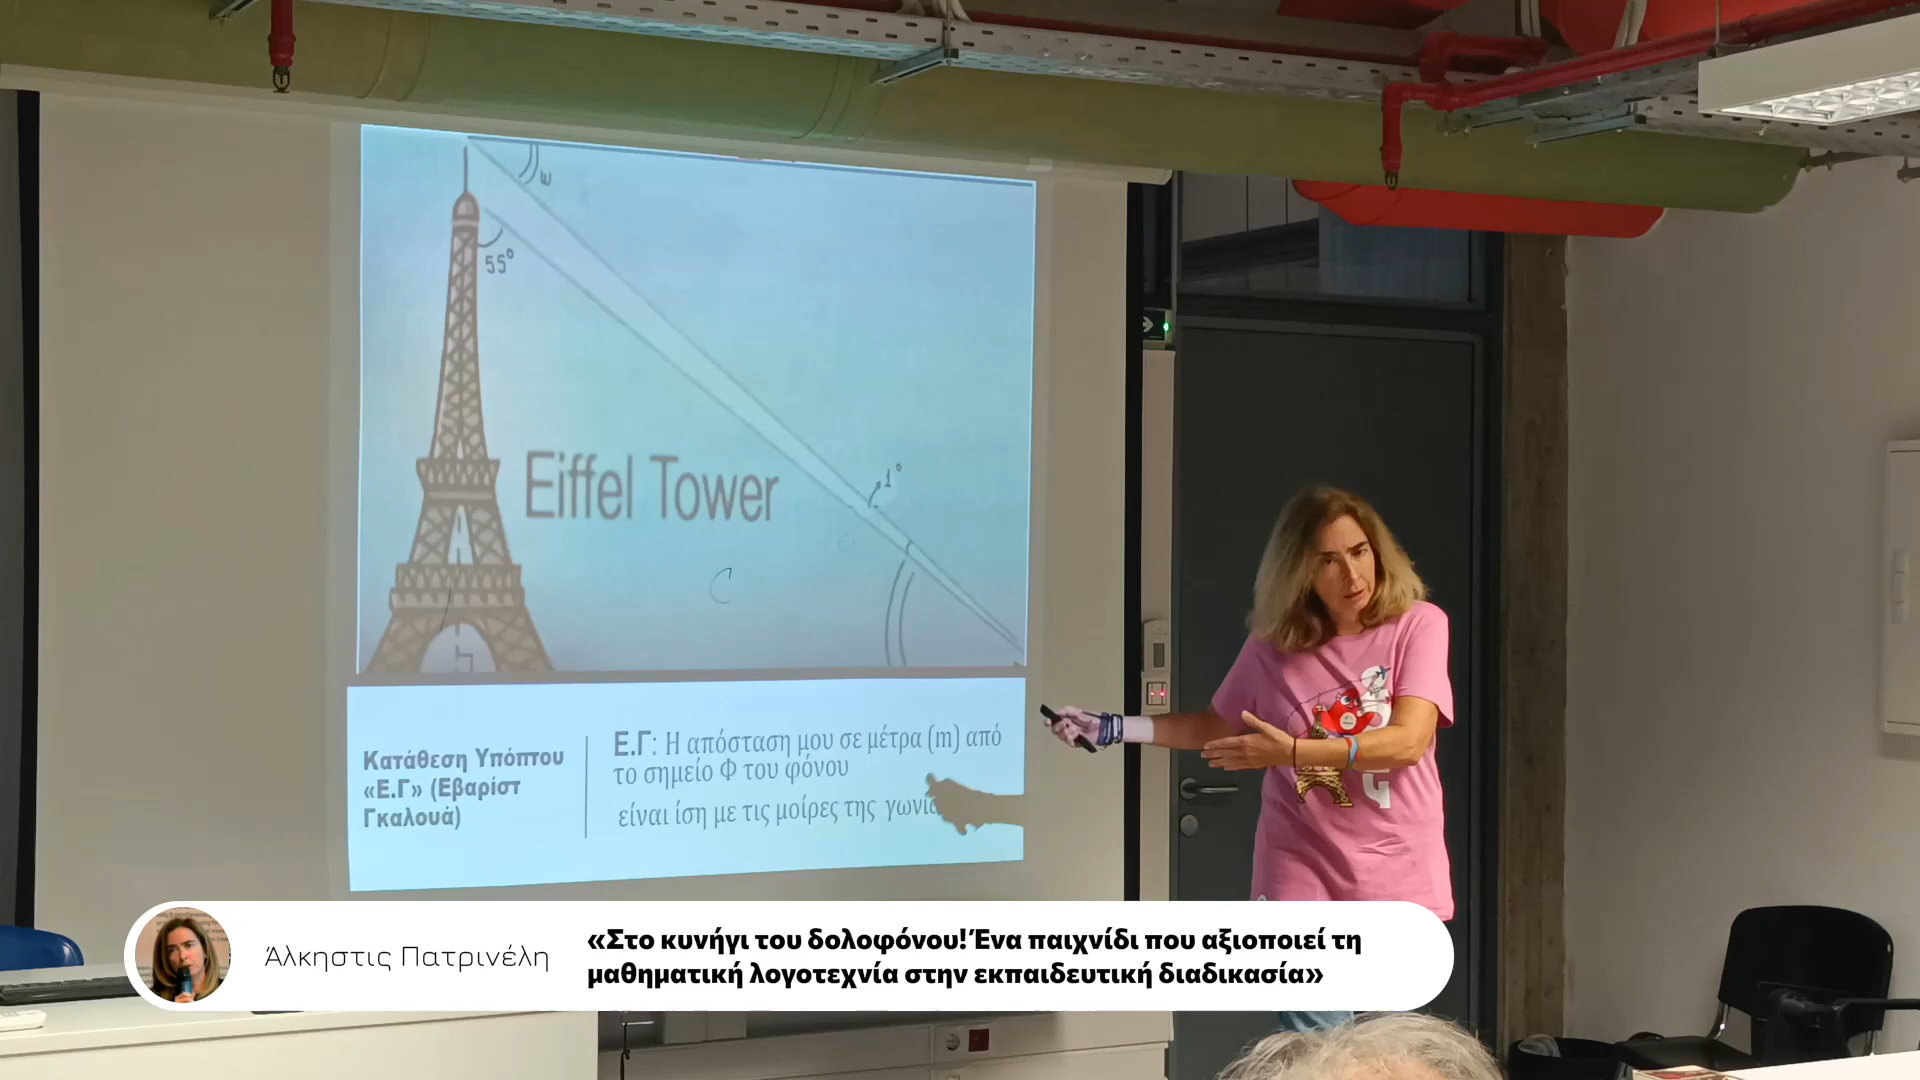 ω
55°
1°
Eiffel Tower
Κατάθεση Υπόπτου
«Ε.Γ» (Εβαρίστ
Γκαλουά)
Ε.Γ: Η απόσταση μου σε μέτρα (m) από
το σημείο Φ του φόνου
είναι ίση με τις μοίρες της
Άλκηστις Πατρινέλη
«Στο κυνήγι του δολοφόνου! Ένα παιχνίδι που αξιοποιεί τη
μαθηματική λογοτεχνία στην εκπαιδευτική διαδικασία»